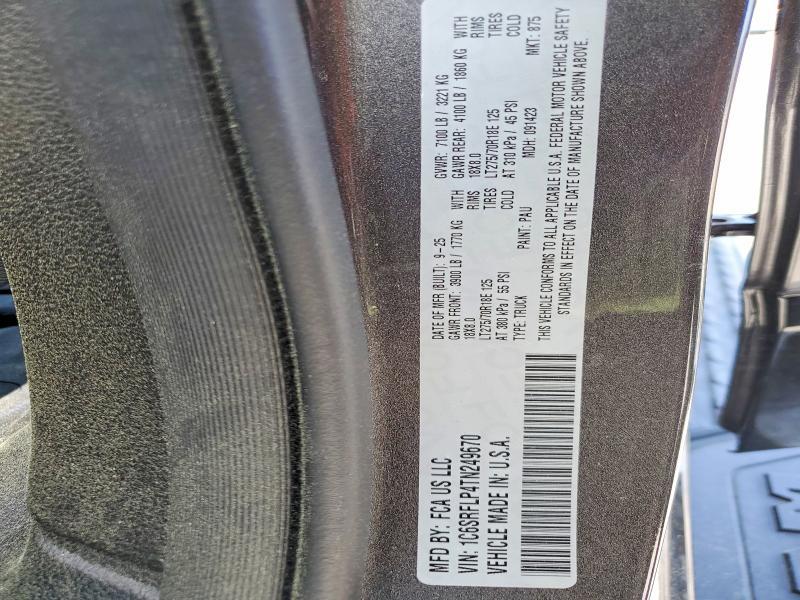 MFD BY: FCA US LLC
DATE OF MFR (BUILT): 9-25 GVWR: 7100 LB / 3221 KG
GAWR FRONT: 3900 LB / 1770 KG WITH GAWR REAR: 4100 LB / 1860 KG WITH
18X8.0 RIMS 18X8.0 RIMS
LT275/70R18E 125 TIRES LT275/70R18E 125 TIRES
AT 380 kPa / 55 PSI COLD AT 310 kPa / 45 PSI COLD
VIN: 1C6SRFLP4TN249670
VEHICLE MADE IN: U.S.A.
TYPE: TRUCK PAINT: PAU MDH: 091423 MKT: 875
THIS VEHICLE CONFORMS TO ALL APPLICABLE U.S.A. FEDERAL MOTOR VEHICLE SAFETY
STANDARDS IN EFFECT ON THE DATE OF MANUFACTURE SHOWN ABOVE.